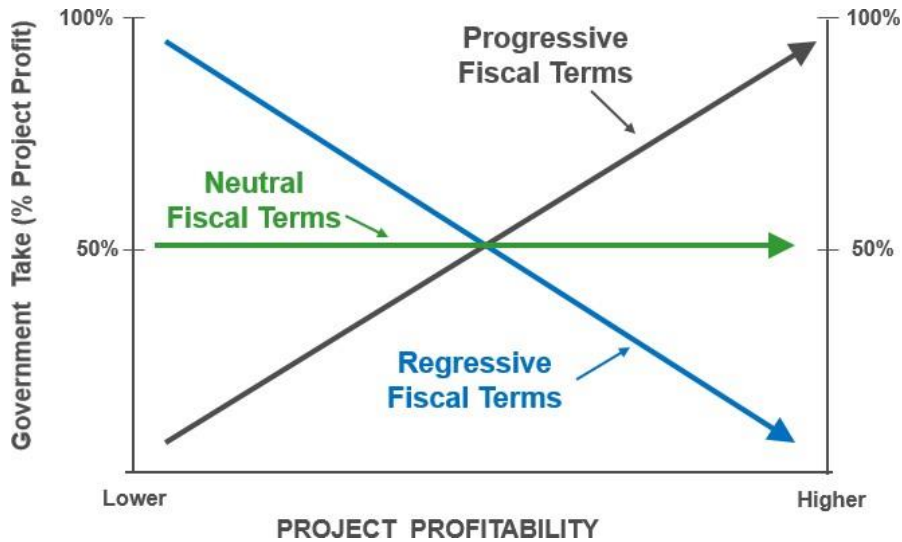 100%
100%
Progressive
Fiscal Terms
Neutral
Fiscal Terms
50%
50%
Regressive
Fiscal Terms
Government Take (% Project Profit)
Lower
Higher
PROJECT PROFITABILITY